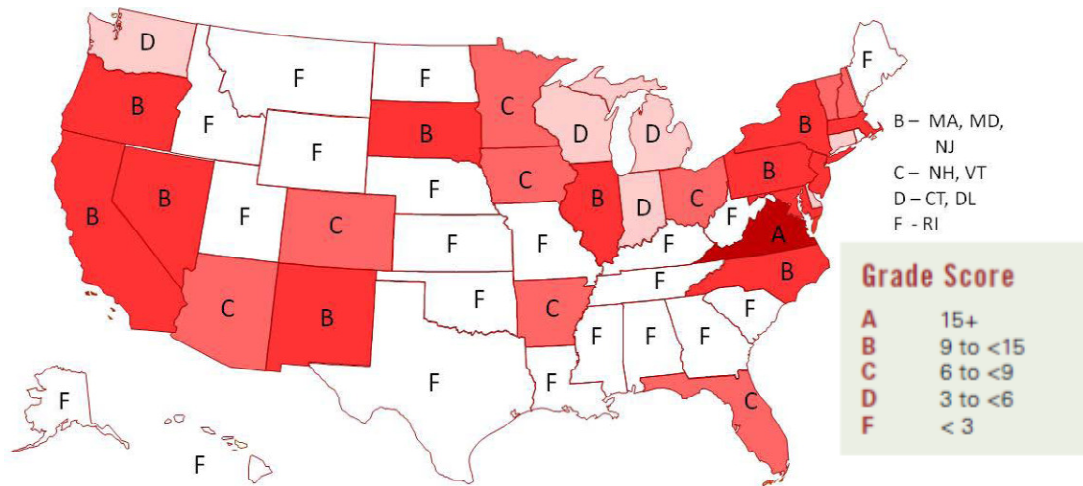 D
F
F
B
F
F
B
B
F
C
B
F
C
D
D
B
F
F
C
F
F
C
B
D
C
B
B
F
F
A
B
F
C
B
F
C
F
F
F
F
F
F
F
C
F
F
B – MA, MD,
NJ
C – NH, VT
D – CT, DL
F - RI
Grade Score
A 15+
B 9 to <15
C 6 to <9
D 3 to <6
F < 3